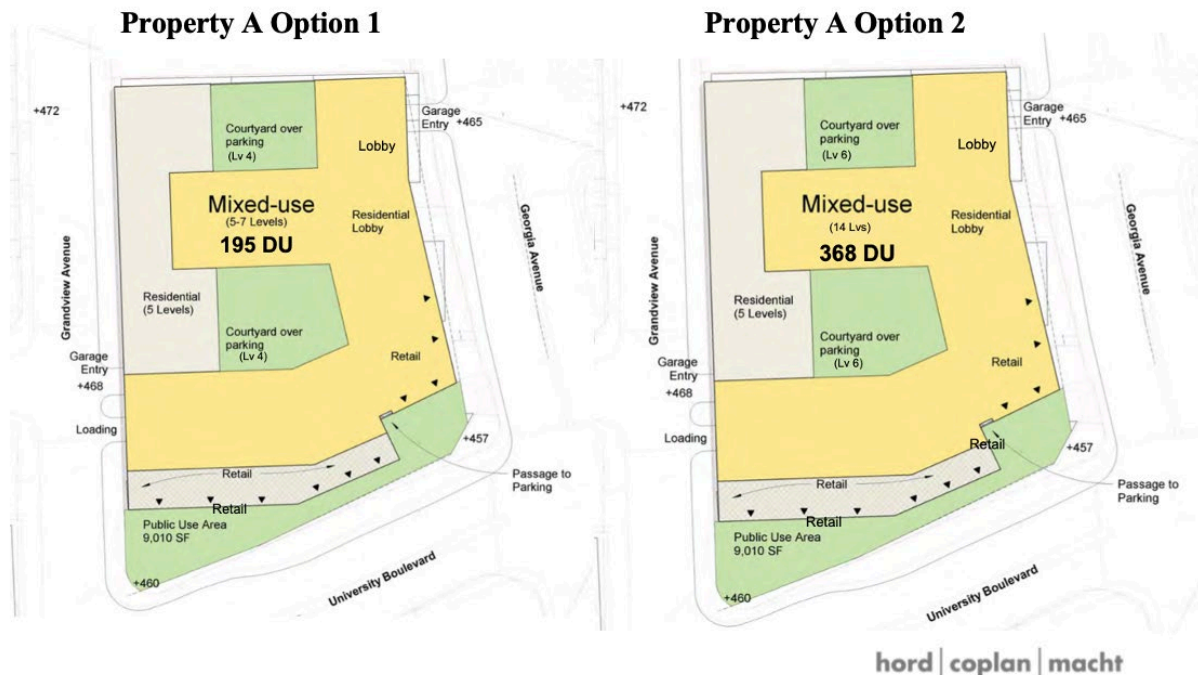 Property A Option 1
+472
Courtyard over
parking
(Lv 4)
Lobby
Garage
Entry +465
Mixed-use
(5-7 Levels)
195 DU
Residential
Lobby
Georgia Avenue
Grandview Avenue
Residential
(5 Levels)
Courtyard over
parking
(Lv 4)
Retail
Garage
Entry
+468
Loading
+457
Retail
Retail
Passage to
Parking
Public Use Area
9,010 SF
+460
University Boulevard
Property A Option 2
+472
Courtyard over
parking
(Lv 6)
Lobby
Garage
Entry +465
Mixed-use
(14 Lvs)
368 DU
Residential
Lobby
Georgia Avenue
Grandview Avenue
Residential
(5 Levels)
Courtyard over
parking
(Lv 6)
Retail
Garage
Entry
+468
Loading
+457
Retail
Retail
Retail
Passage to
Parking
Public Use Area
9,010 SF
+460
University Boulevard
hord | coplan | macht